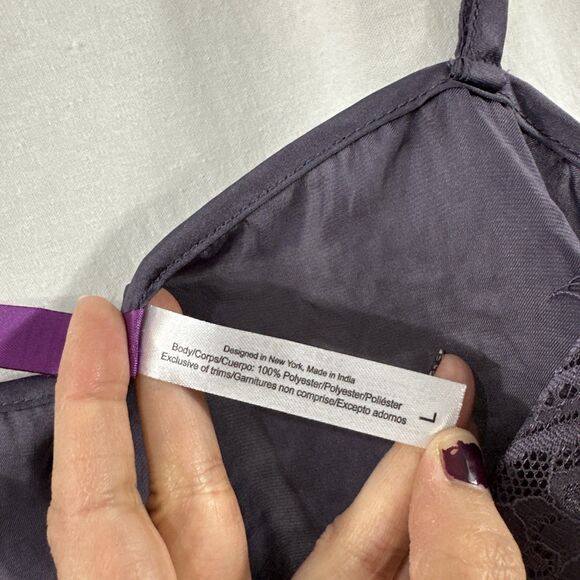 Designed in New York, Made in India
Body/Corps/Cuerpo: 100% Polyester/Polyester/Poliéster
Exclusive of trims/Garnitures non comprise/Excepto adornos
L